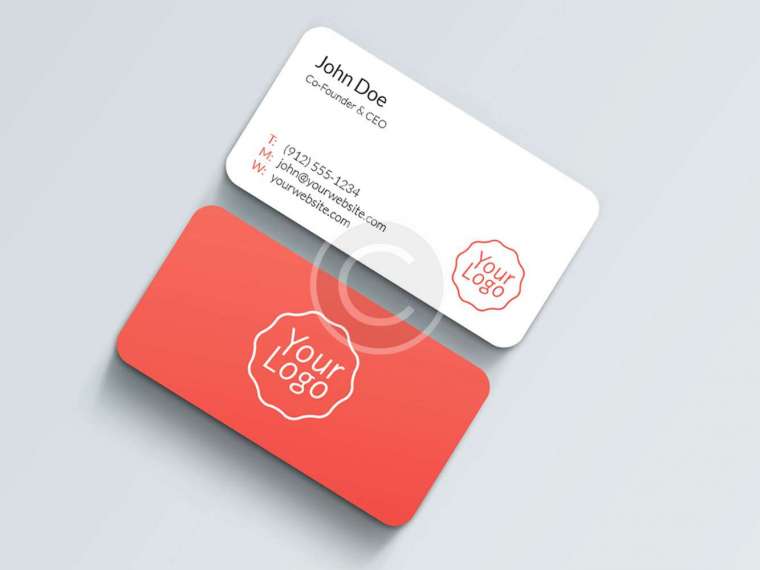 John Doe
Co-Founder & CEO
T: (912) 555-1234
M: john@yourwebsite.com
W: yourwebsite.com
Your
Logo
Your
Logo
©